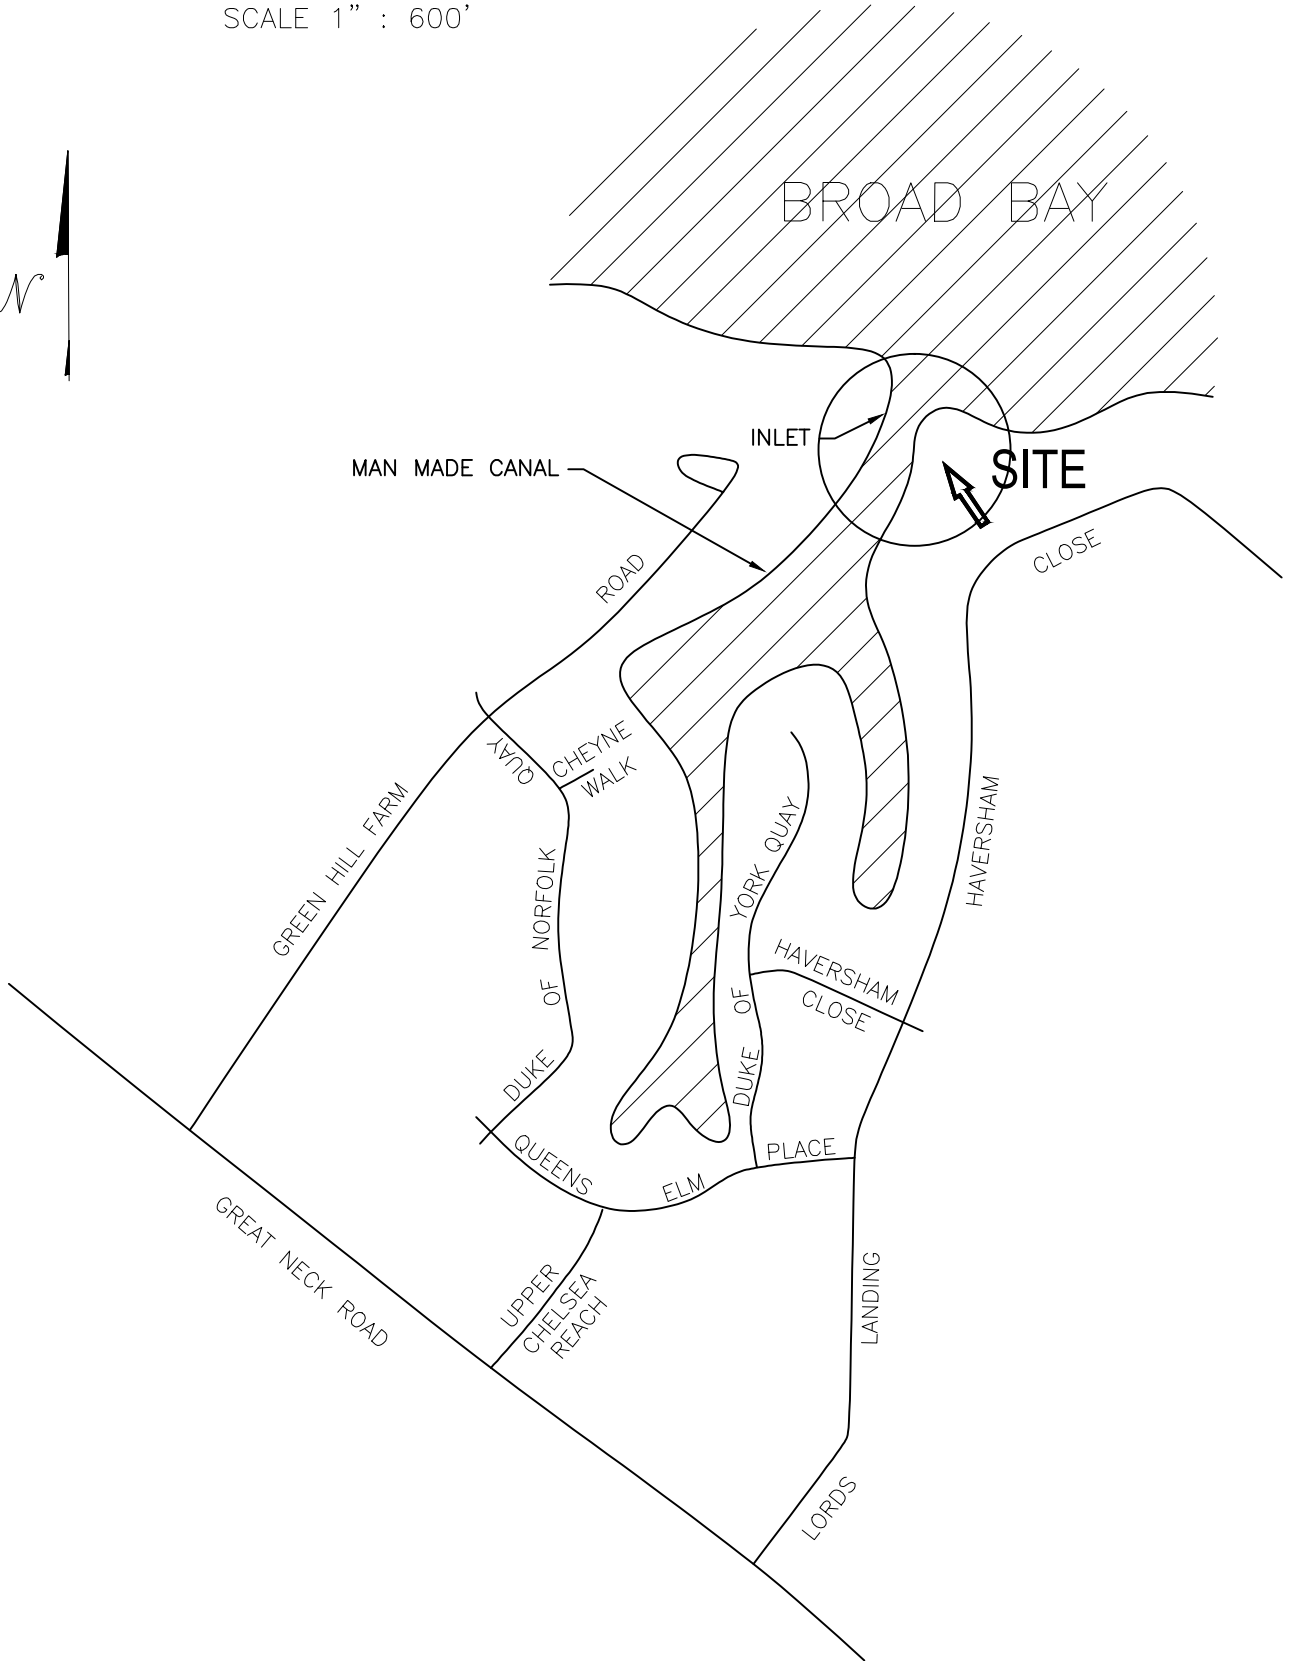 SCALE 1" : 600'
BROAD BAY
N
INLET
MAN MADE CANAL
SITE
CLOSE
ROAD
QUAY
CHEYNE
WALK
GREEN HILL FARM
HAVERSHAM
YORK QUAY
NORFOLK
HAVERSHAM
CLOSE
OF
OF
DUKE
DUKE
QUEENS
ELM
PLACE
GREAT NECK ROAD
UPPER
CHELSEA
REACH
LANDING
LORDS